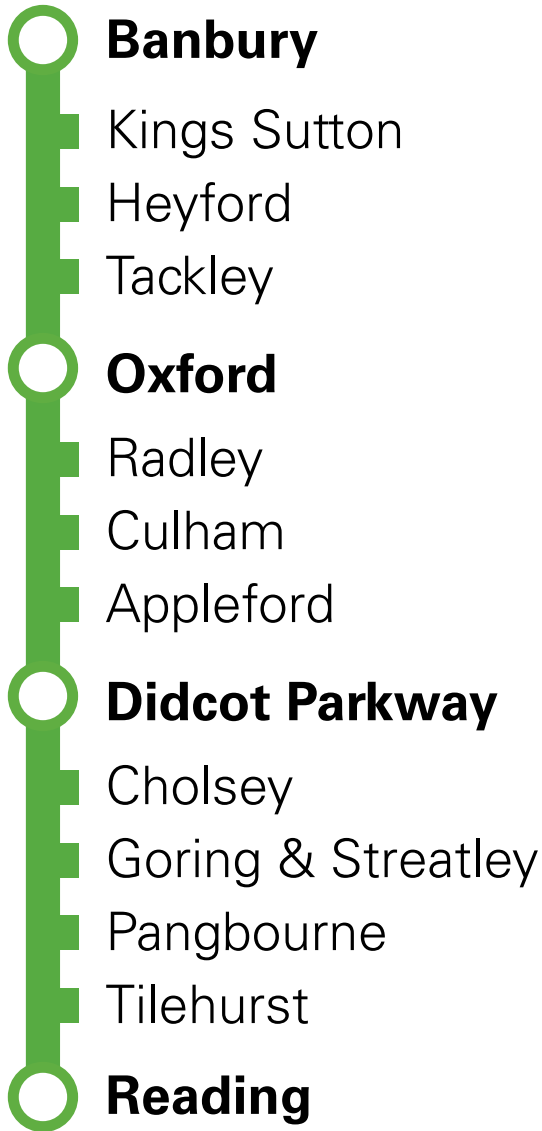 Banbury
Kings Sutton
Heyford
Tackley
Oxford
Radley
Culham
Appleford
Didcot Parkway
Cholsey
Goring & Streatley
Pangbourne
Tilehurst
Reading